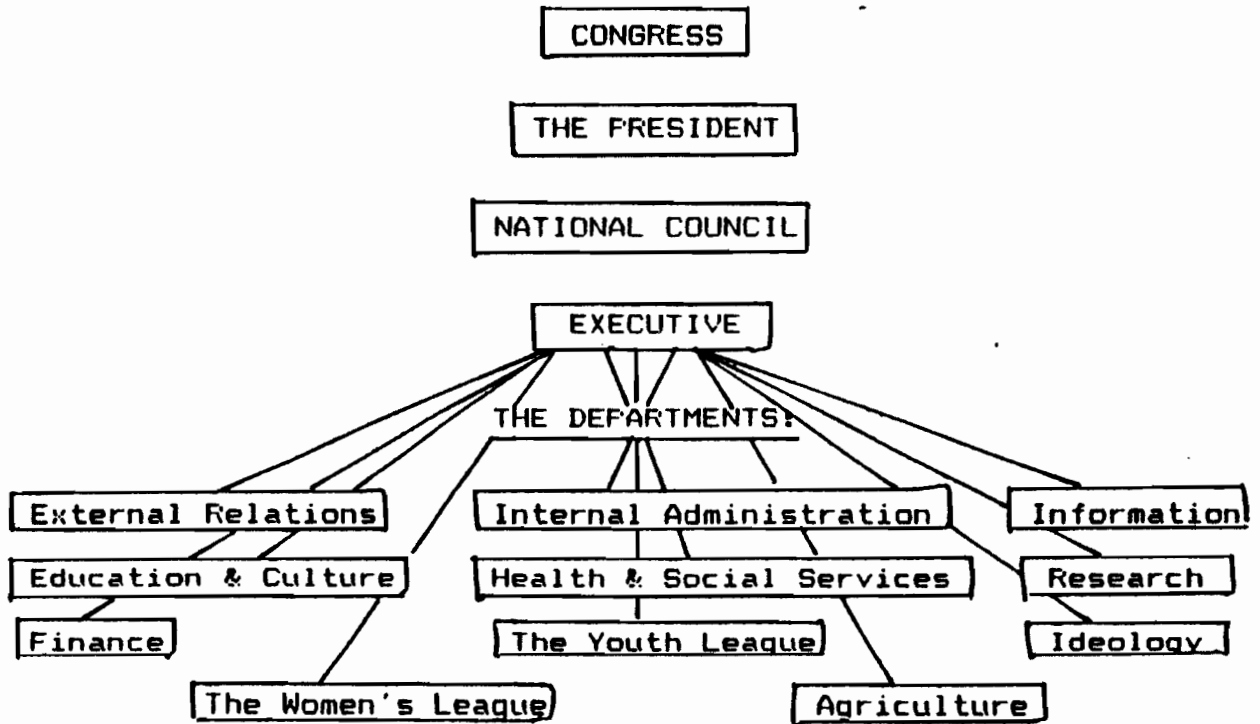 CONGRESS
THE PRESIDENT
NATIONAL COUNCIL
EXECUTIVE
THE DEPARTMENTS:
External Relations Internal Administration Information
Education & Culture Health & Social Services Research
Finance The Youth League Ideology
The Women's League Agriculture